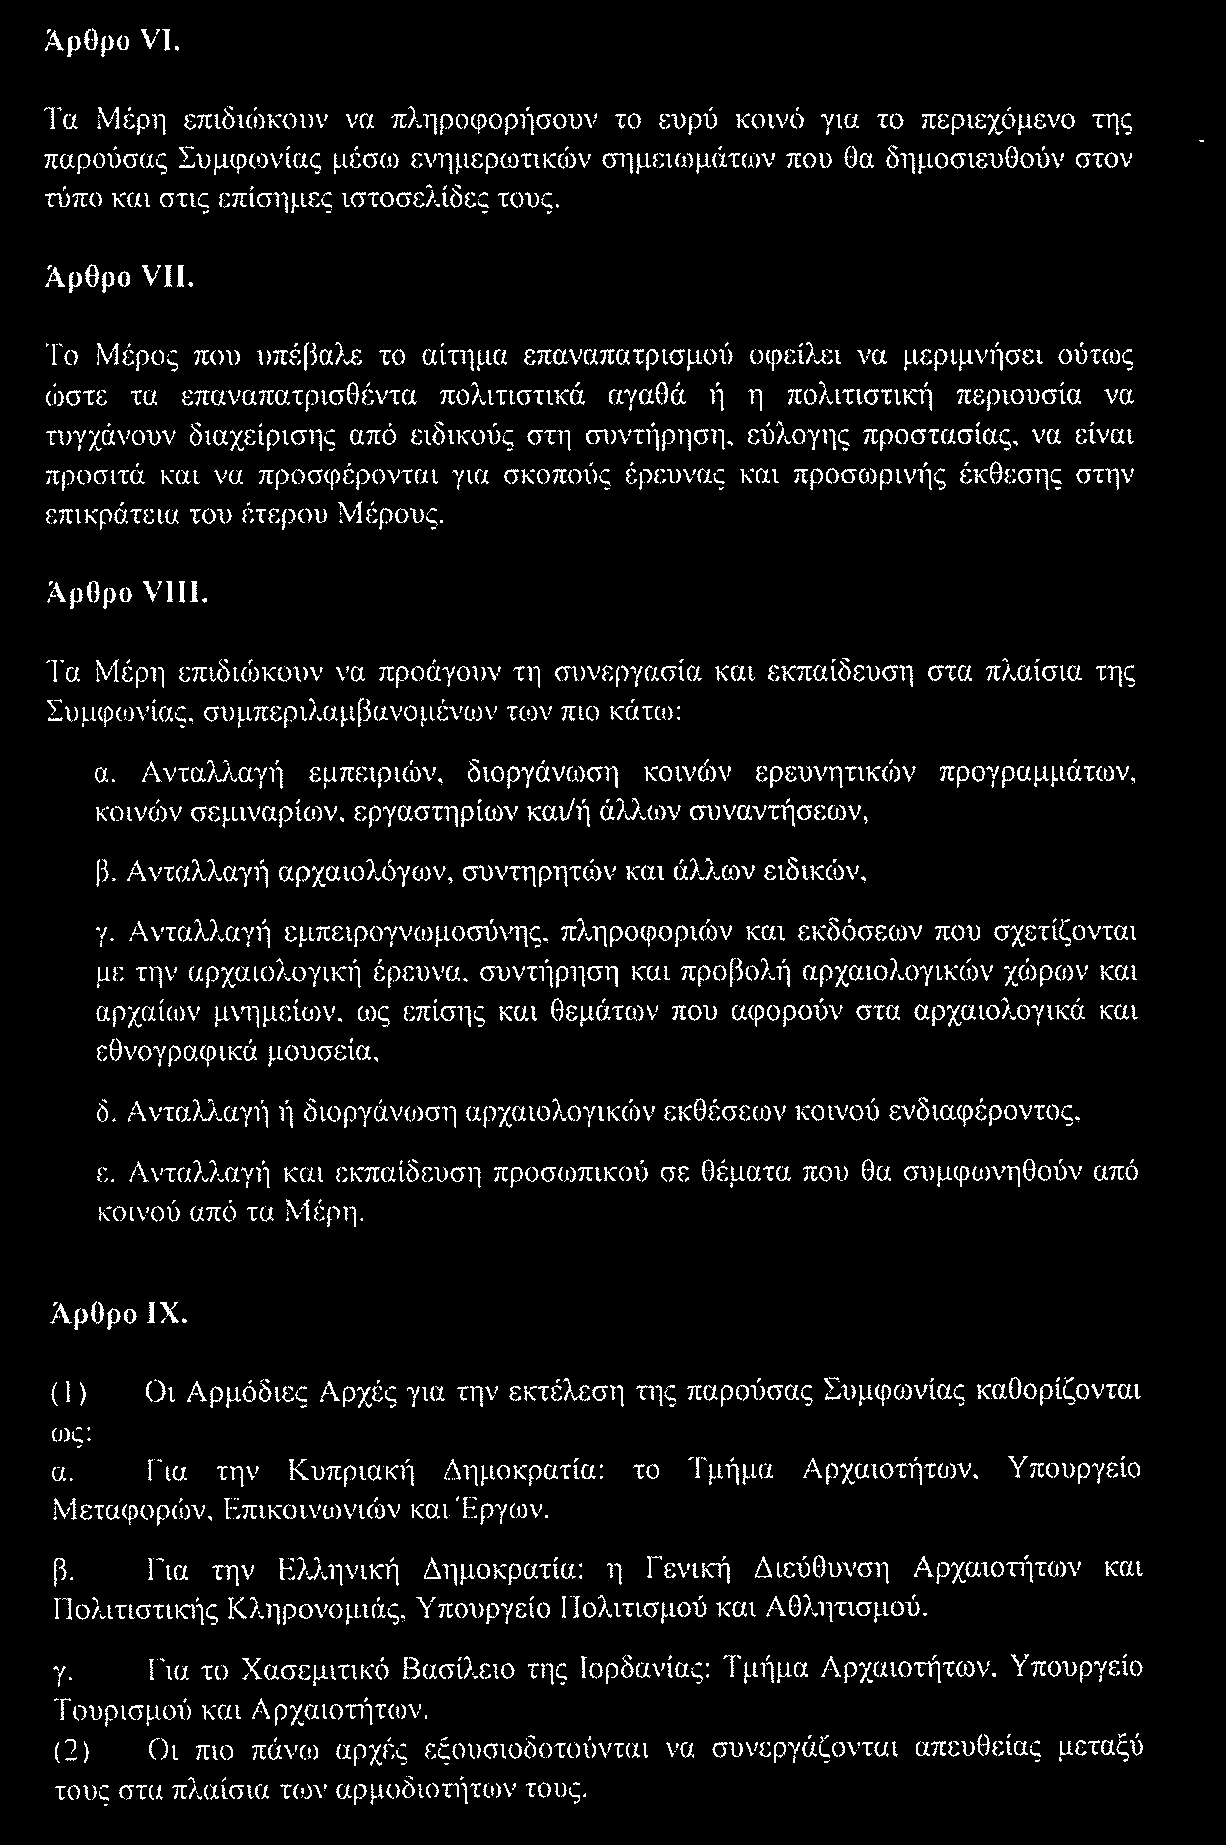 Άρθρο VI.
Τα Μέρη επιδιώκουν να πληροφορήσουν το ευρύ κοινό για το περιεχόμενο της
παρούσας Συμφωνίας μέσω ενημερωτικών σημειωμάτων που θα δημοσιευθούν στον
τύπο και στις επίσημες ιστοσελίδες τους.
Άρθρο VII.
Το Μέρος που υπέβαλε το αίτημα επαναπατρισμού οφείλει να μεριμνήσει ούτως
ώστε τα επαναπατρισθέντα πολιτιστικά αγαθά ή η πολιτιστική περιουσία να
τυγχάνουν διαχείρισης από ειδικούς στη συντήρηση, εύλογης προστασίας, να είναι
προσιτά και να προσφέρονται για σκοπούς έρευνας και προσωρινής έκθεσης στην
επικράτεια του έτερου Μέρους.
Άρθρο VIII.
Τα Μέρη επιδιώκουν να προάγουν τη συνεργασία και εκπαίδευση στα πλαίσια της
Συμφωνίας, συμπεριλαμβανομένων των πιο κάτω:
α. Ανταλλαγή εμπειριών, διοργάνωση κοινών ερευνητικών προγραμμάτων,
κοινών σεμιναρίων, εργαστηρίων και/ή άλλων συναντήσεων,
β. Ανταλλαγή αρχαιολόγων, συντηρητών και άλλων ειδικών,
γ. Ανταλλαγή εμπειρογνωμοσύνης, πληροφοριών και εκδόσεων που σχετίζονται
με την αρχαιολογική έρευνα, συντήρηση και προβολή αρχαιολογικών χώρων και
αρχαίων μνημείων, ως επίσης και θεμάτων που αφορούν στα αρχαιολογικά και
εθνογραφικά μουσεία,
δ. Ανταλλαγή ή διοργάνωση αρχαιολογικών εκθέσεων κοινού ενδιαφέροντος,
ε. Ανταλλαγή και εκπαίδευση προσωπικού σε θέματα που θα συμφωνηθούν από
κοινού από τα Μέρη.
Άρθρο IX.
(1) Οι Αρμόδιες Αρχές για την εκτέλεση της παρούσας Συμφωνίας καθορίζονται
ως:
α. Για την Κυπριακή Δημοκρατία: το Τμήμα Αρχαιοτήτων, Υπουργείο
Μεταφορών, Επικοινωνιών και Έργων.
β. Για την Ελληνική Δημοκρατία: η Γενική Διεύθυνση Αρχαιοτήτων και
Πολιτιστικής Κληρονομιάς, Υπουργείο Πολιτισμού και Αθλητισμού.
γ. Για το Χασεμιτικό Βασίλειο της Ιορδανίας: Τμήμα Αρχαιοτήτων, Υπουργείο
Τουρισμού και Αρχαιοτήτων.
(2) Οι πιο πάνω αρχές εξουσιοδοτούνται να συνεργάζονται απευθείας μεταξύ
τους στα πλαίσια των αρμοδιοτήτων τους.